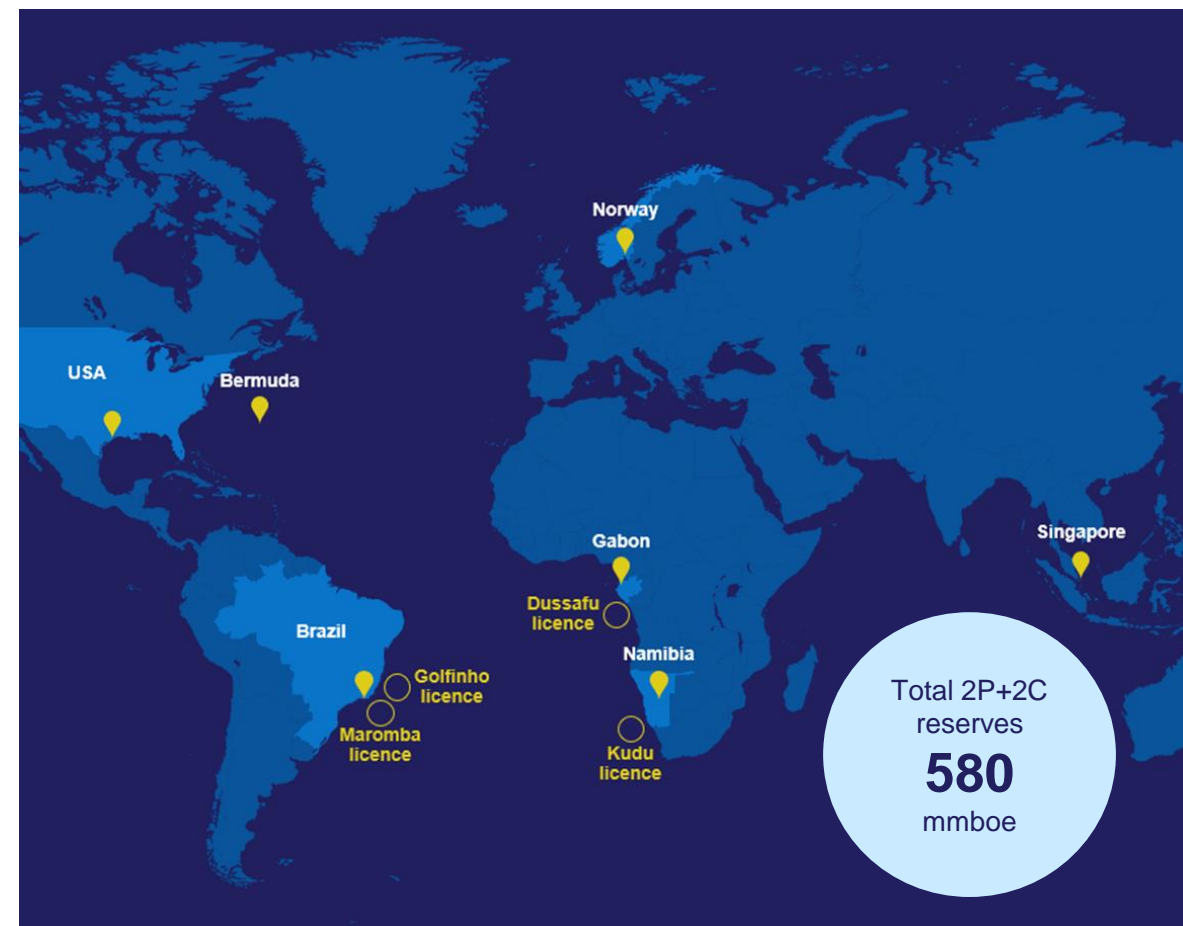 Norway
USA
Bermuda
Singapore
Gabon
Dussafu
licence
Brazil
Namibia
Golfinho
licence
Maromba
licence
Kudu
licence
Total 2P+2C
reserves
580
mmboe